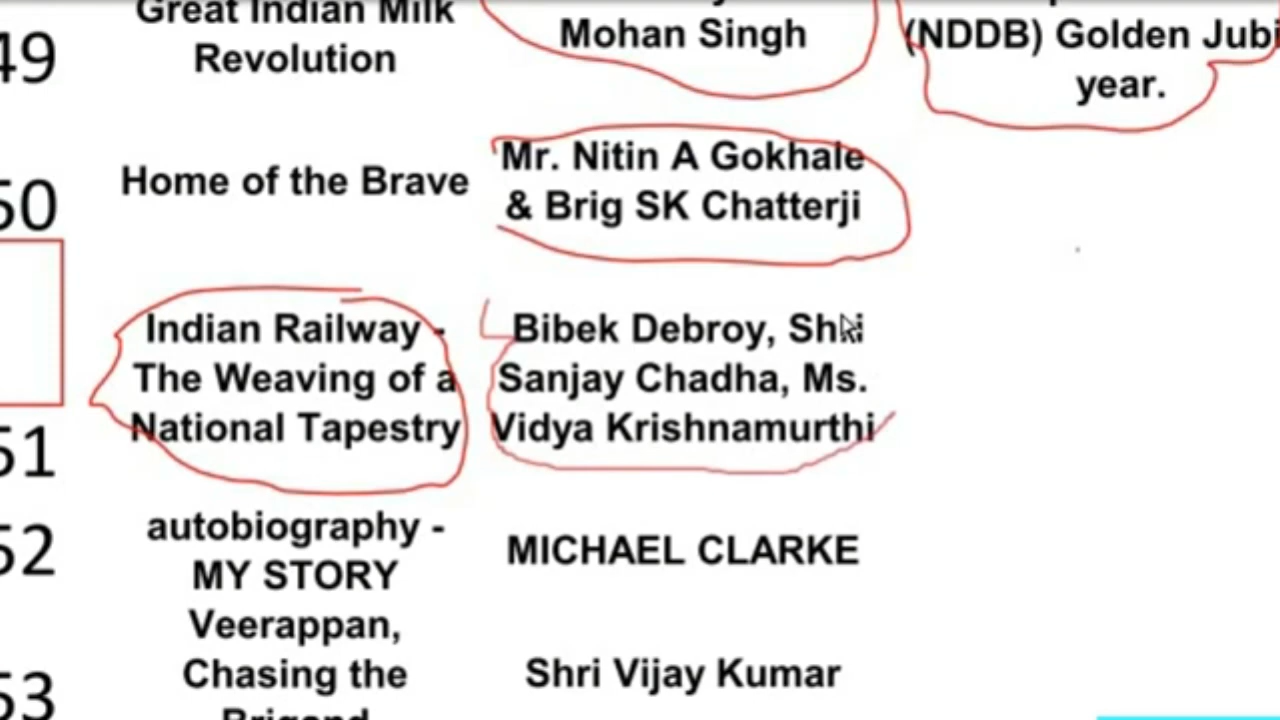 49
Great Indian Milk
Revolution
Mohan Singh
(NDDB) Golden Jubi
year.
50
Home of the Brave
Mr. Nitin A Gokhale
& Brig SK Chatterji
51
Indian Railway -
The Weaving of a
National Tapestry
Bibek Debroy, Shri
Sanjay Chadha, Ms.
Vidya Krishnamurthi
52
autobiography -
MY STORY
MICHAEL CLARKE
53
Veerappan,
Chasing the
Brigand
Shri Vijay Kumar